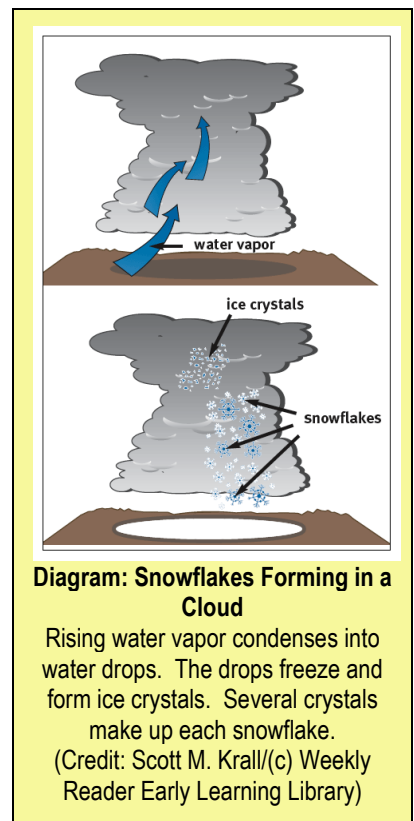 water vapor
ice crystals
snowflakes
Diagram: Snowflakes Forming in a
Cloud
Rising water vapor condenses into
water drops.  The drops freeze and
form ice crystals.  Several crystals
make up each snowflake.
(Credit: Scott M. Krall/(c) Weekly
Reader Early Learning Library)